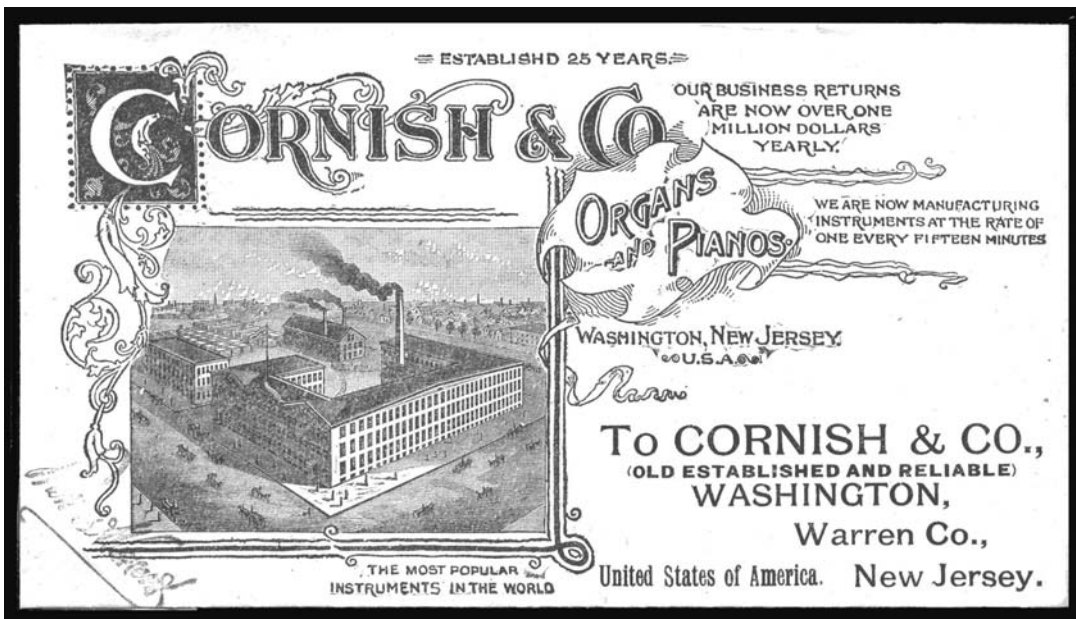 ESTABLISHD 25 YEARS.
CORNISH & CO
OUR BUSINESS RETURNS
ARE NOW OVER ONE
MILLION DOLLARS
YEARLY.
ORGANS
AND PIANOS.
WE ARE NOW MANUFACTURING
INSTRUMENTS AT THE RATE OF
ONE EVERY FIFTEEN MINUTES
WASHINGTON, NEW JERSEY.
U.S.A.
To CORNISH & CO.,
(OLD ESTABLISHED AND RELIABLE)
WASHINGTON,
Warren Co.,
United States of America. New Jersey.
THE MOST POPULAR
INSTRUMENTS IN THE WORLD